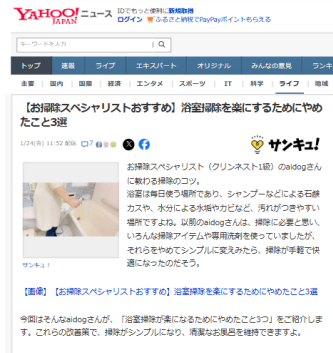 YAHOO! JAPAN ニュース
IDでもっと便利に新規取得
ログイン ふるさと納税でPayPayポイントもらえる
キーワードを入力
トップ 速報 ライブ エキスパート オリジナル みんなの意見 ランキ
主要 国内 国際 経済 エンタメ スポーツ IT 科学 ライフ 地域
【お掃除スペシャリストおすすめ】浴室掃除を楽にするためにやめ
たこと3選
1/24(水) 11:52 配信 7
サンキュ!
お掃除スペシャリスト(クリンネスト1級)のaidogさん
に教わる掃除のコツ。
浴室は毎日使う場所であり、シャンプーなどによる石鹸
カスや、水分による水垢やカビなど、汚れがつきやすい
場所ですよね。以前のaidogさんは、掃除に必要と思い、
いろんな掃除アイテムや専用洗剤を使っていましたが、
それらをやめてシンプルに変えみたら、掃除が手軽で快
適になったのだそう。
サンキュ!
【画像】【お掃除スペシャリストおすすめ】浴室掃除を楽にするためにやめたこと3選
今回はそんなaidogさんが、「浴室掃除が楽になるためにやめたこと3つ」をご紹介しま
す。これらの改善策で、掃除がシンプルになり、清潔なお風呂を維持できますよ。